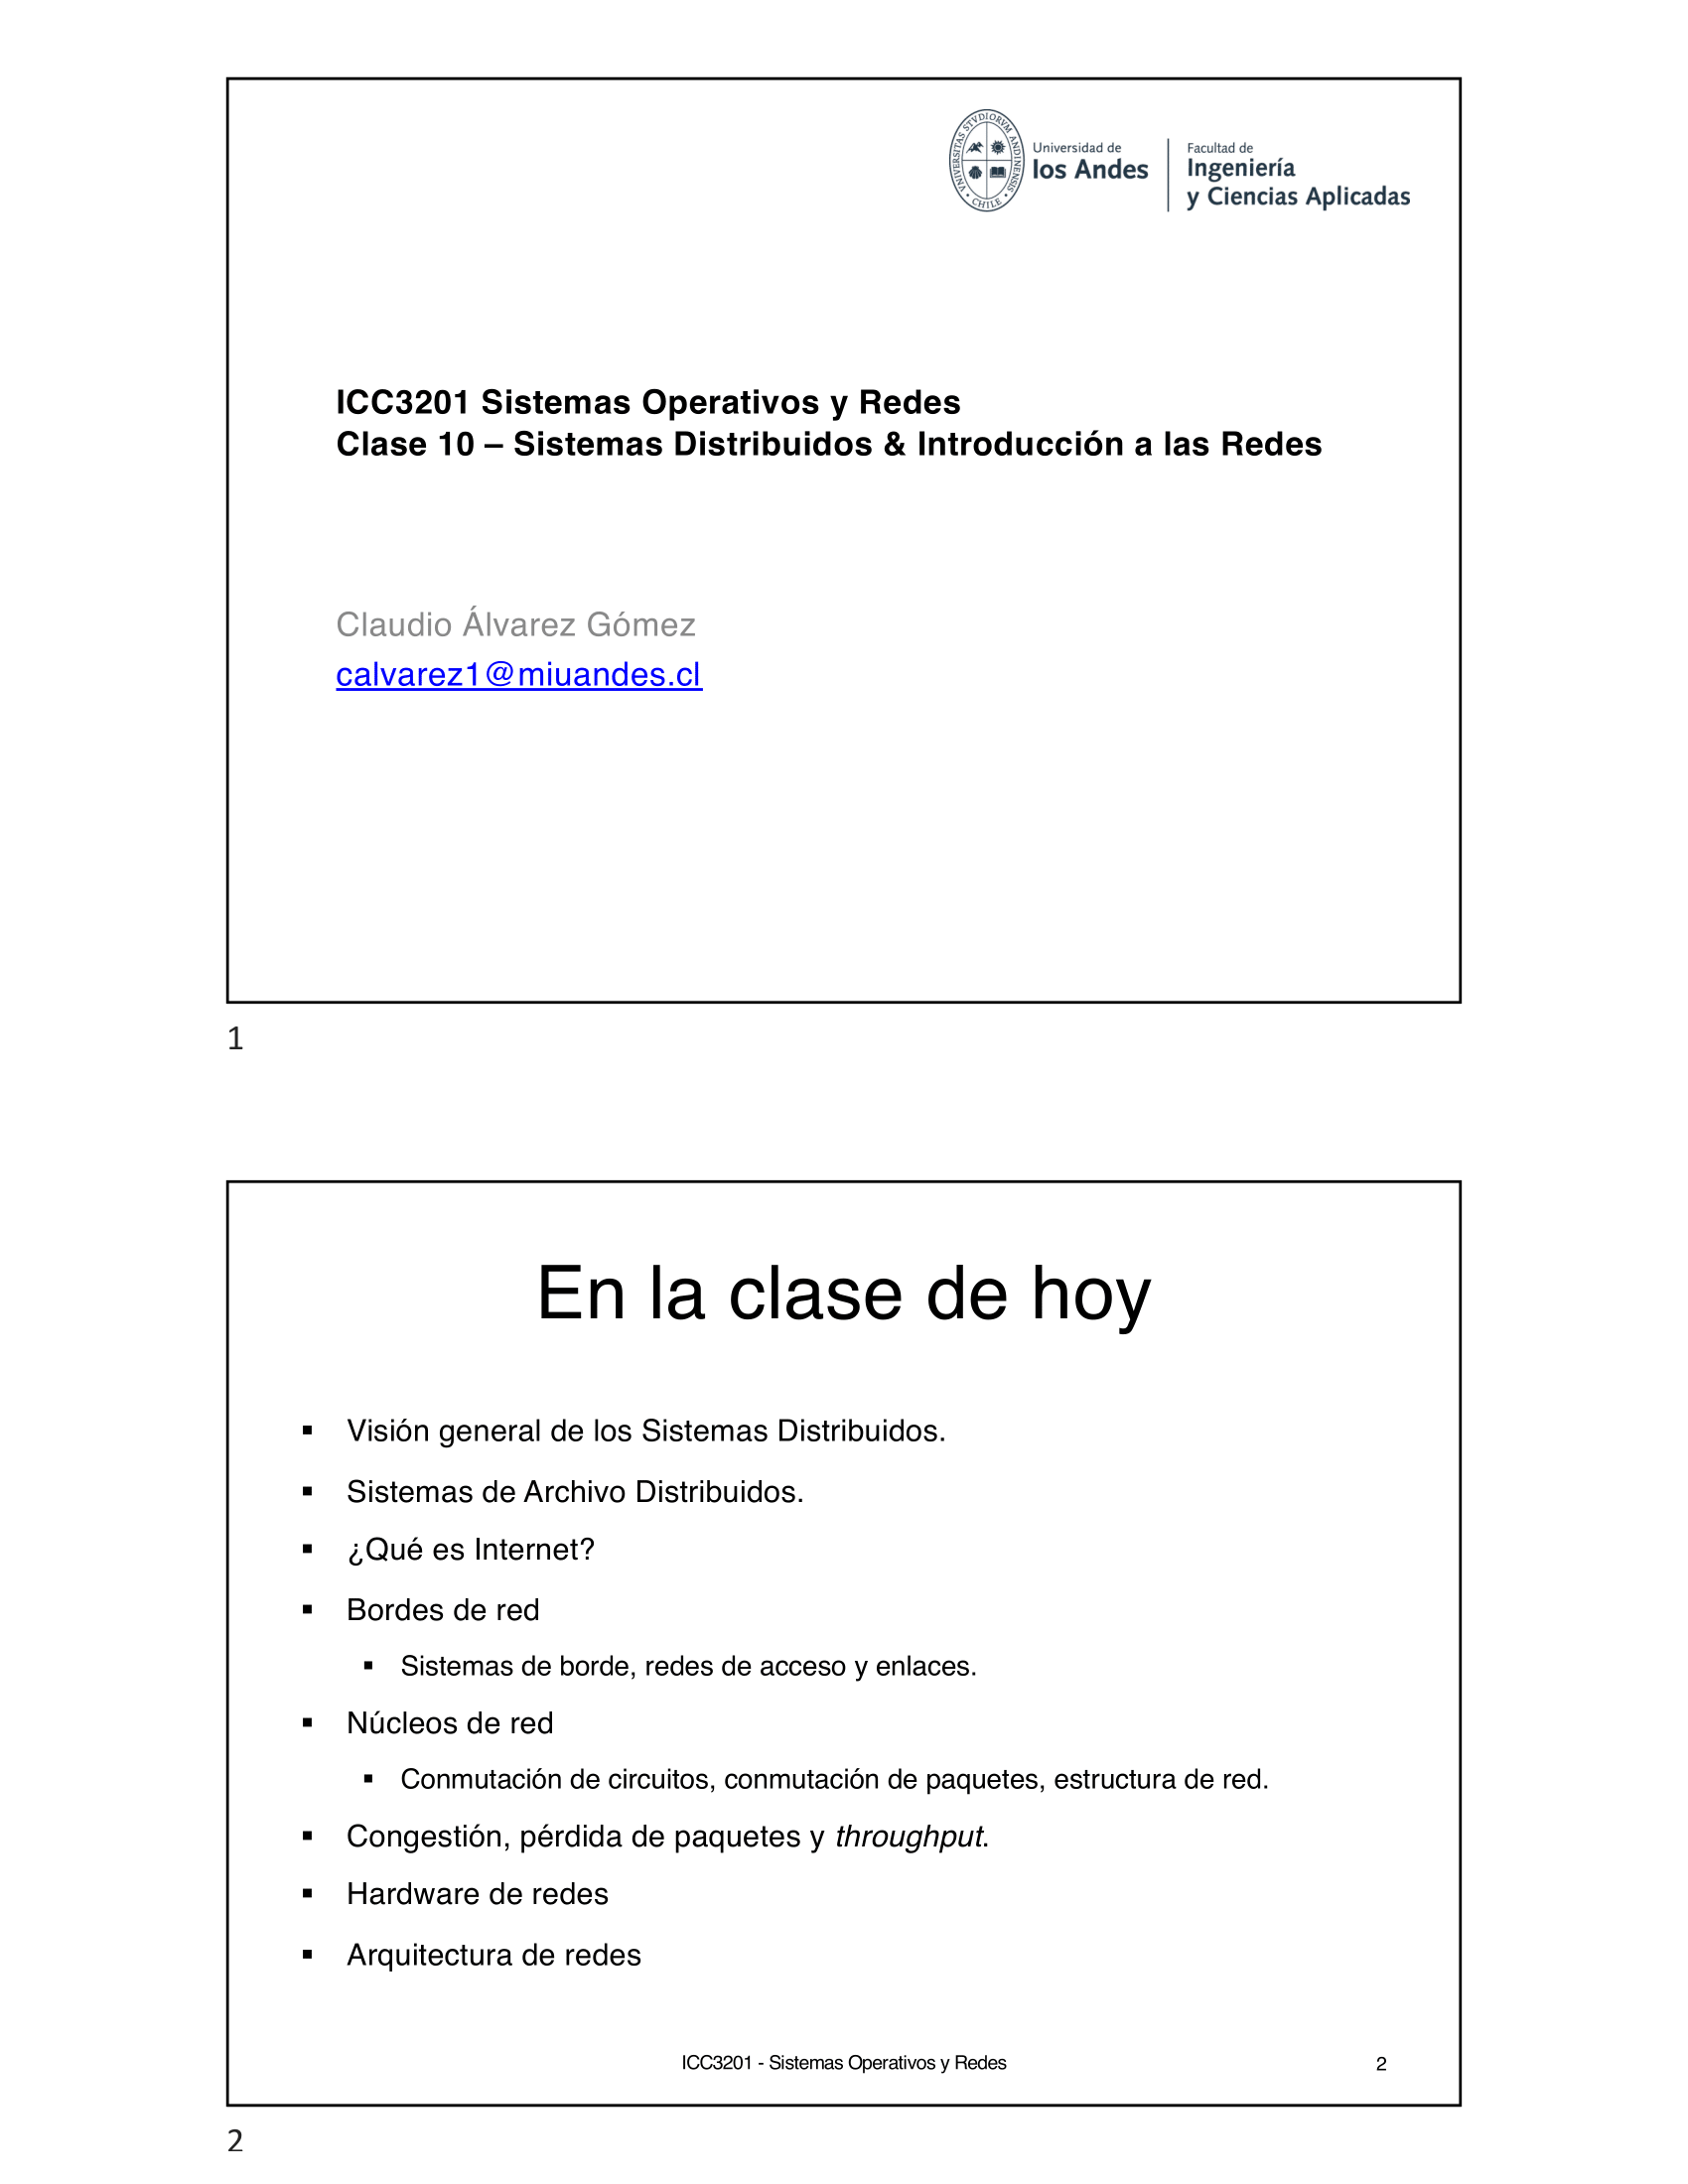 VNIVERSITAS STVDIORVM ANDINENSIS • CHILE •
Universidad de
los Andes
Facultad de
Ingeniería
y Ciencias Aplicadas
ICC3201 Sistemas Operativos y Redes
Clase 10 – Sistemas Distribuidos & Introducción a las Redes
Claudio Álvarez Gómez
calvarez1@miuandes.cl
1
En la clase de hoy
▪ Visión general de los Sistemas Distribuidos.
▪ Sistemas de Archivo Distribuidos.
▪ ¿Qué es Internet?
▪ Bordes de red
▪ Sistemas de borde, redes de acceso y enlaces.
▪ Núcleos de red
▪ Conmutación de circuitos, conmutación de paquetes, estructura de red.
▪ Congestión, pérdida de paquetes y throughput.
▪ Hardware de redes
▪ Arquitectura de redes
ICC3201 - Sistemas Operativos y Redes
2
2